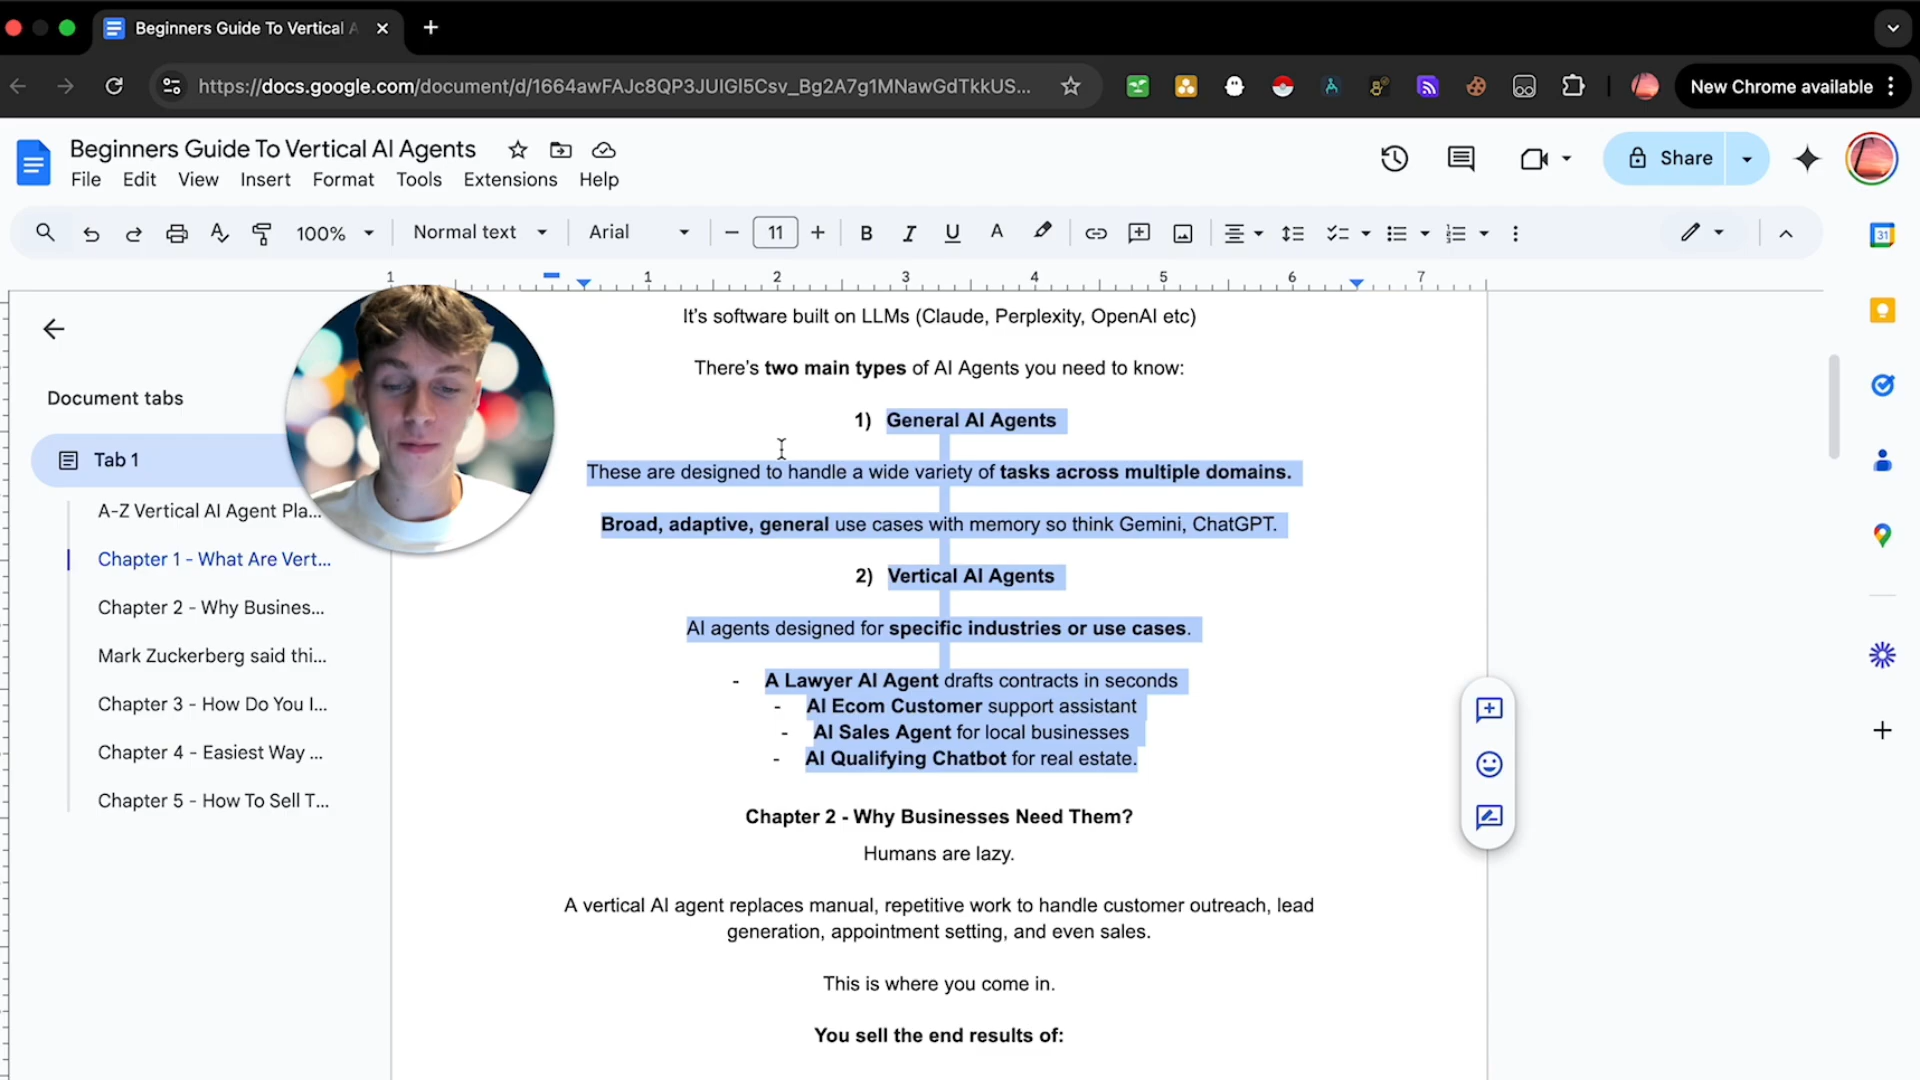 Beginners Guide To Vertical A
https://docs.google.com/document/d/1664awFAJc8QP3JUIGl5Csv_Bg2A7g1MNawGdTkkUS...
New Chrome available
Beginners Guide To Vertical AI Agents
File Edit View Insert Format Tools Extensions Help
Share
100% Normal text Arial 11
1 1 2 3 4 5 6 7
31
Document tabs
Tab 1
A-Z Vertical AI Agent Pla...
Chapter 1 - What Are Vert...
Chapter 2 - Why Busines...
Mark Zuckerberg said thi...
Chapter 3 - How Do You I...
Chapter 4 - Easiest Way ...
Chapter 5 - How To Sell T...
It's software built on LLMs (Claude, Perplexity, OpenAI etc)
There's two main types of AI Agents you need to know:
1) General AI Agents
These are designed to handle a wide variety of tasks across multiple domains.
Broad, adaptive, general use cases with memory so think Gemini, ChatGPT.
2) Vertical AI Agents
AI agents designed for specific industries or use cases.
- A Lawyer AI Agent drafts contracts in seconds
- AI Ecom Customer support assistant
- AI Sales Agent for local businesses
- AI Qualifying Chatbot for real estate.
Chapter 2 - Why Businesses Need Them?
Humans are lazy.
A vertical AI agent replaces manual, repetitive work to handle customer outreach, lead
generation, appointment setting, and even sales.
This is where you come in.
You sell the end results of: